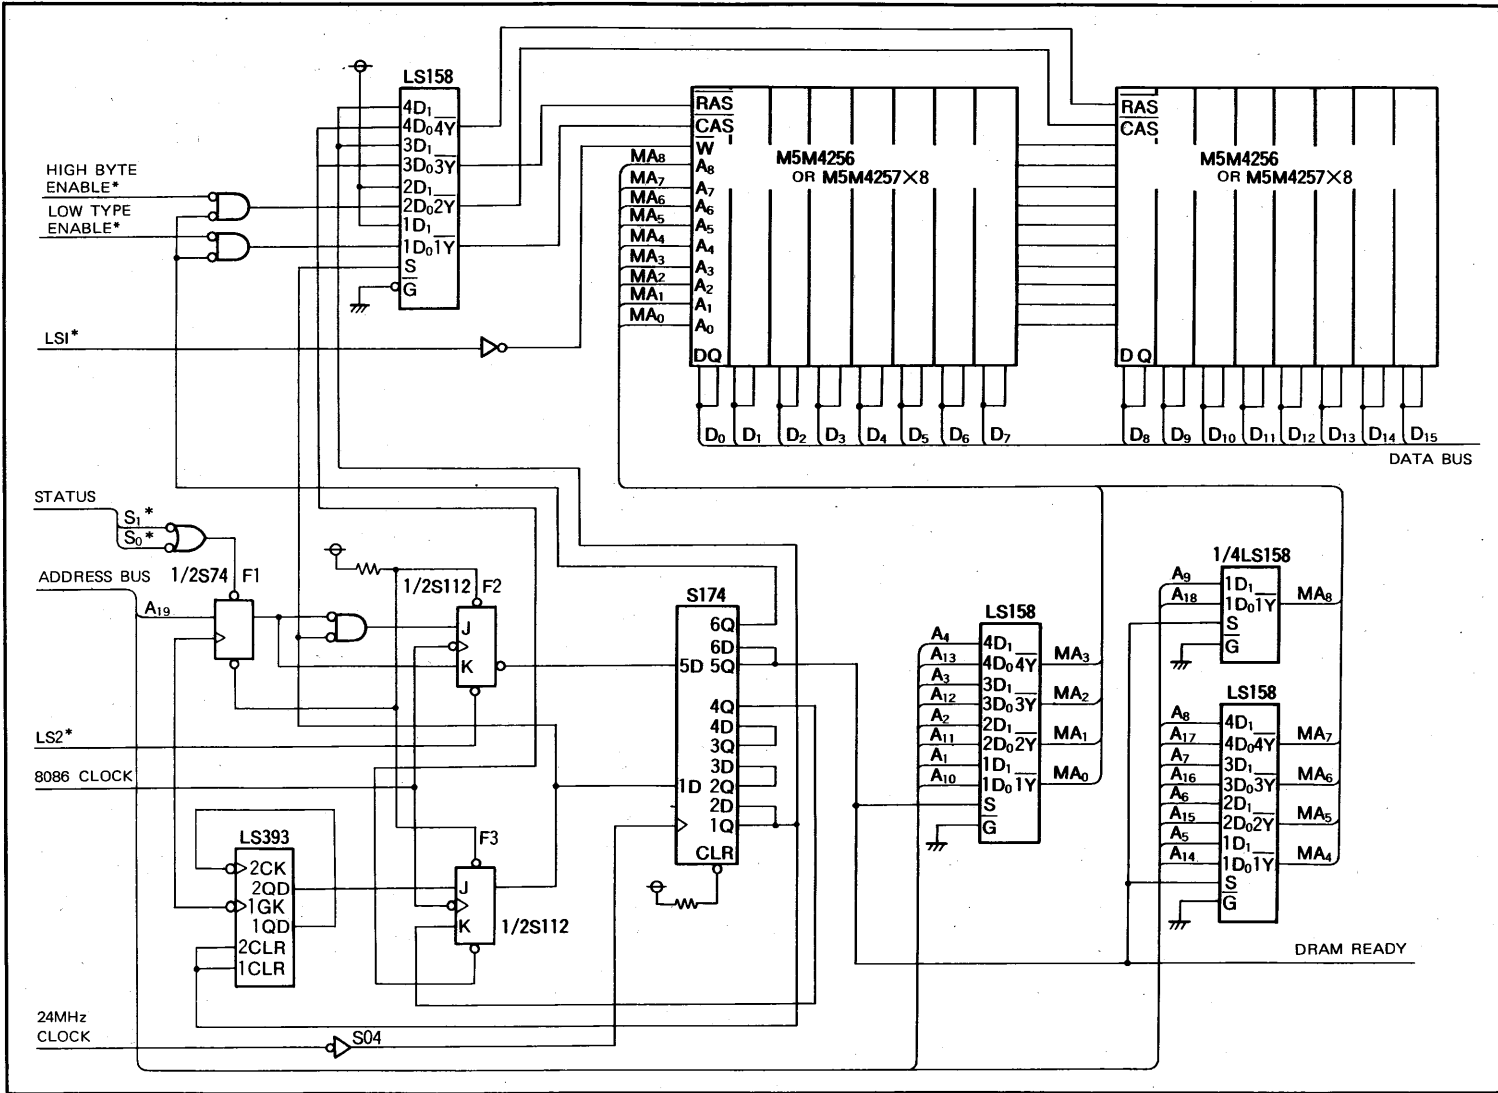 LS158
4D₁
4D₀ 4Y
3D₁
3D₀ 3Y
2D₁
2D₀ 2Y
1D₁
1D₀ 1Y
S
G
HIGH BYTE
ENABLE*
LOW TYPE
ENABLE*
LSI*
RAS
CAS
W
A₈
A₇
A₆
A₅
A₄
A₃
A₂
A₁
A₀
DQ
MA₈
MA₇
MA₆
MA₅
MA₄
MA₃
MA₂
MA₁
MA₀
M5M4256
OR M5M4257×8
RAS
CAS
M5M4256
OR M5M4257×8
DQ
D₀ D₁ D₂ D₃ D₄ D₅ D₆ D₇
D₈ D₉ D₁₀ D₁₁ D₁₂ D₁₃ D₁₄ D₁₅
DATA BUS
STATUS
S₁*
S₀*
ADDRESS BUS
A₁₉
1/2S74 F1
1/2S112 F2
J
K
LS2*
8086 CLOCK
LS393
2CK
2QD
1GK
1QD
2CLR
1CLR
F3
J
K
1/2S112
24MHz
CLOCK
S04
S174
6Q
6D
5D 5Q
4Q
4D
3Q
3D
1D 2Q
2D
1Q
CLR
LS158
A₄ 4D₁
A₁₃ 4D₀ 4Y MA₃
A₃ 3D₁
A₁₂ 3D₀ 3Y MA₂
A₂ 2D₁
A₁₁ 2D₀ 2Y MA₁
A₁ 1D₁
A₁₀ 1D₀ 1Y MA₀
S
G
1/4LS158
A₉ 1D₁
A₁₈ 1D₀ 1Y MA₈
S
G
LS158
A₈ 4D₁
A₁₇ 4D₀ 4Y MA₇
A₇ 3D₁
A₁₆ 3D₀ 3Y MA₆
A₆ 2D₁
A₁₅ 2D₀ 2Y MA₅
A₅ 1D₁
A₁₄ 1D₀ 1Y MA₄
S
G
DRAM READY